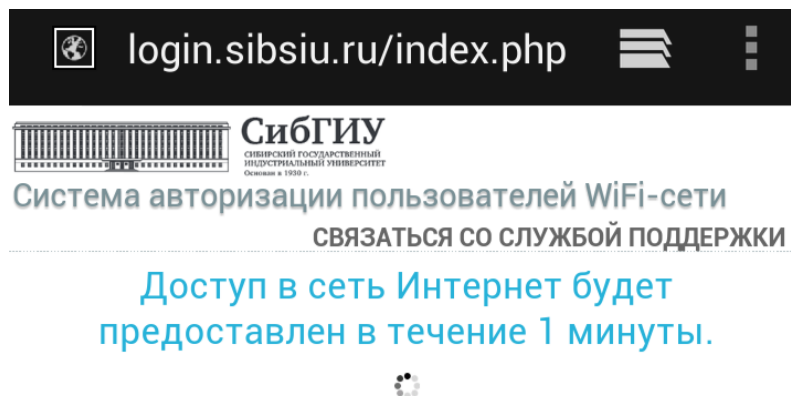 login.sibsiu.ru/index.php
СибГИУ
СИБИРСКИЙ ГОСУДАРСТВЕННЫЙ
ИНДУСТРИАЛЬНЫЙ УНИВЕРСИТЕТ
Основан в 1930 г.
Система авторизации пользователей WiFi-сети
СВЯЗАТЬСЯ СО СЛУЖБОЙ ПОДДЕРЖКИ
Доступ в сеть Интернет будет
предоставлен в течение 1 минуты.